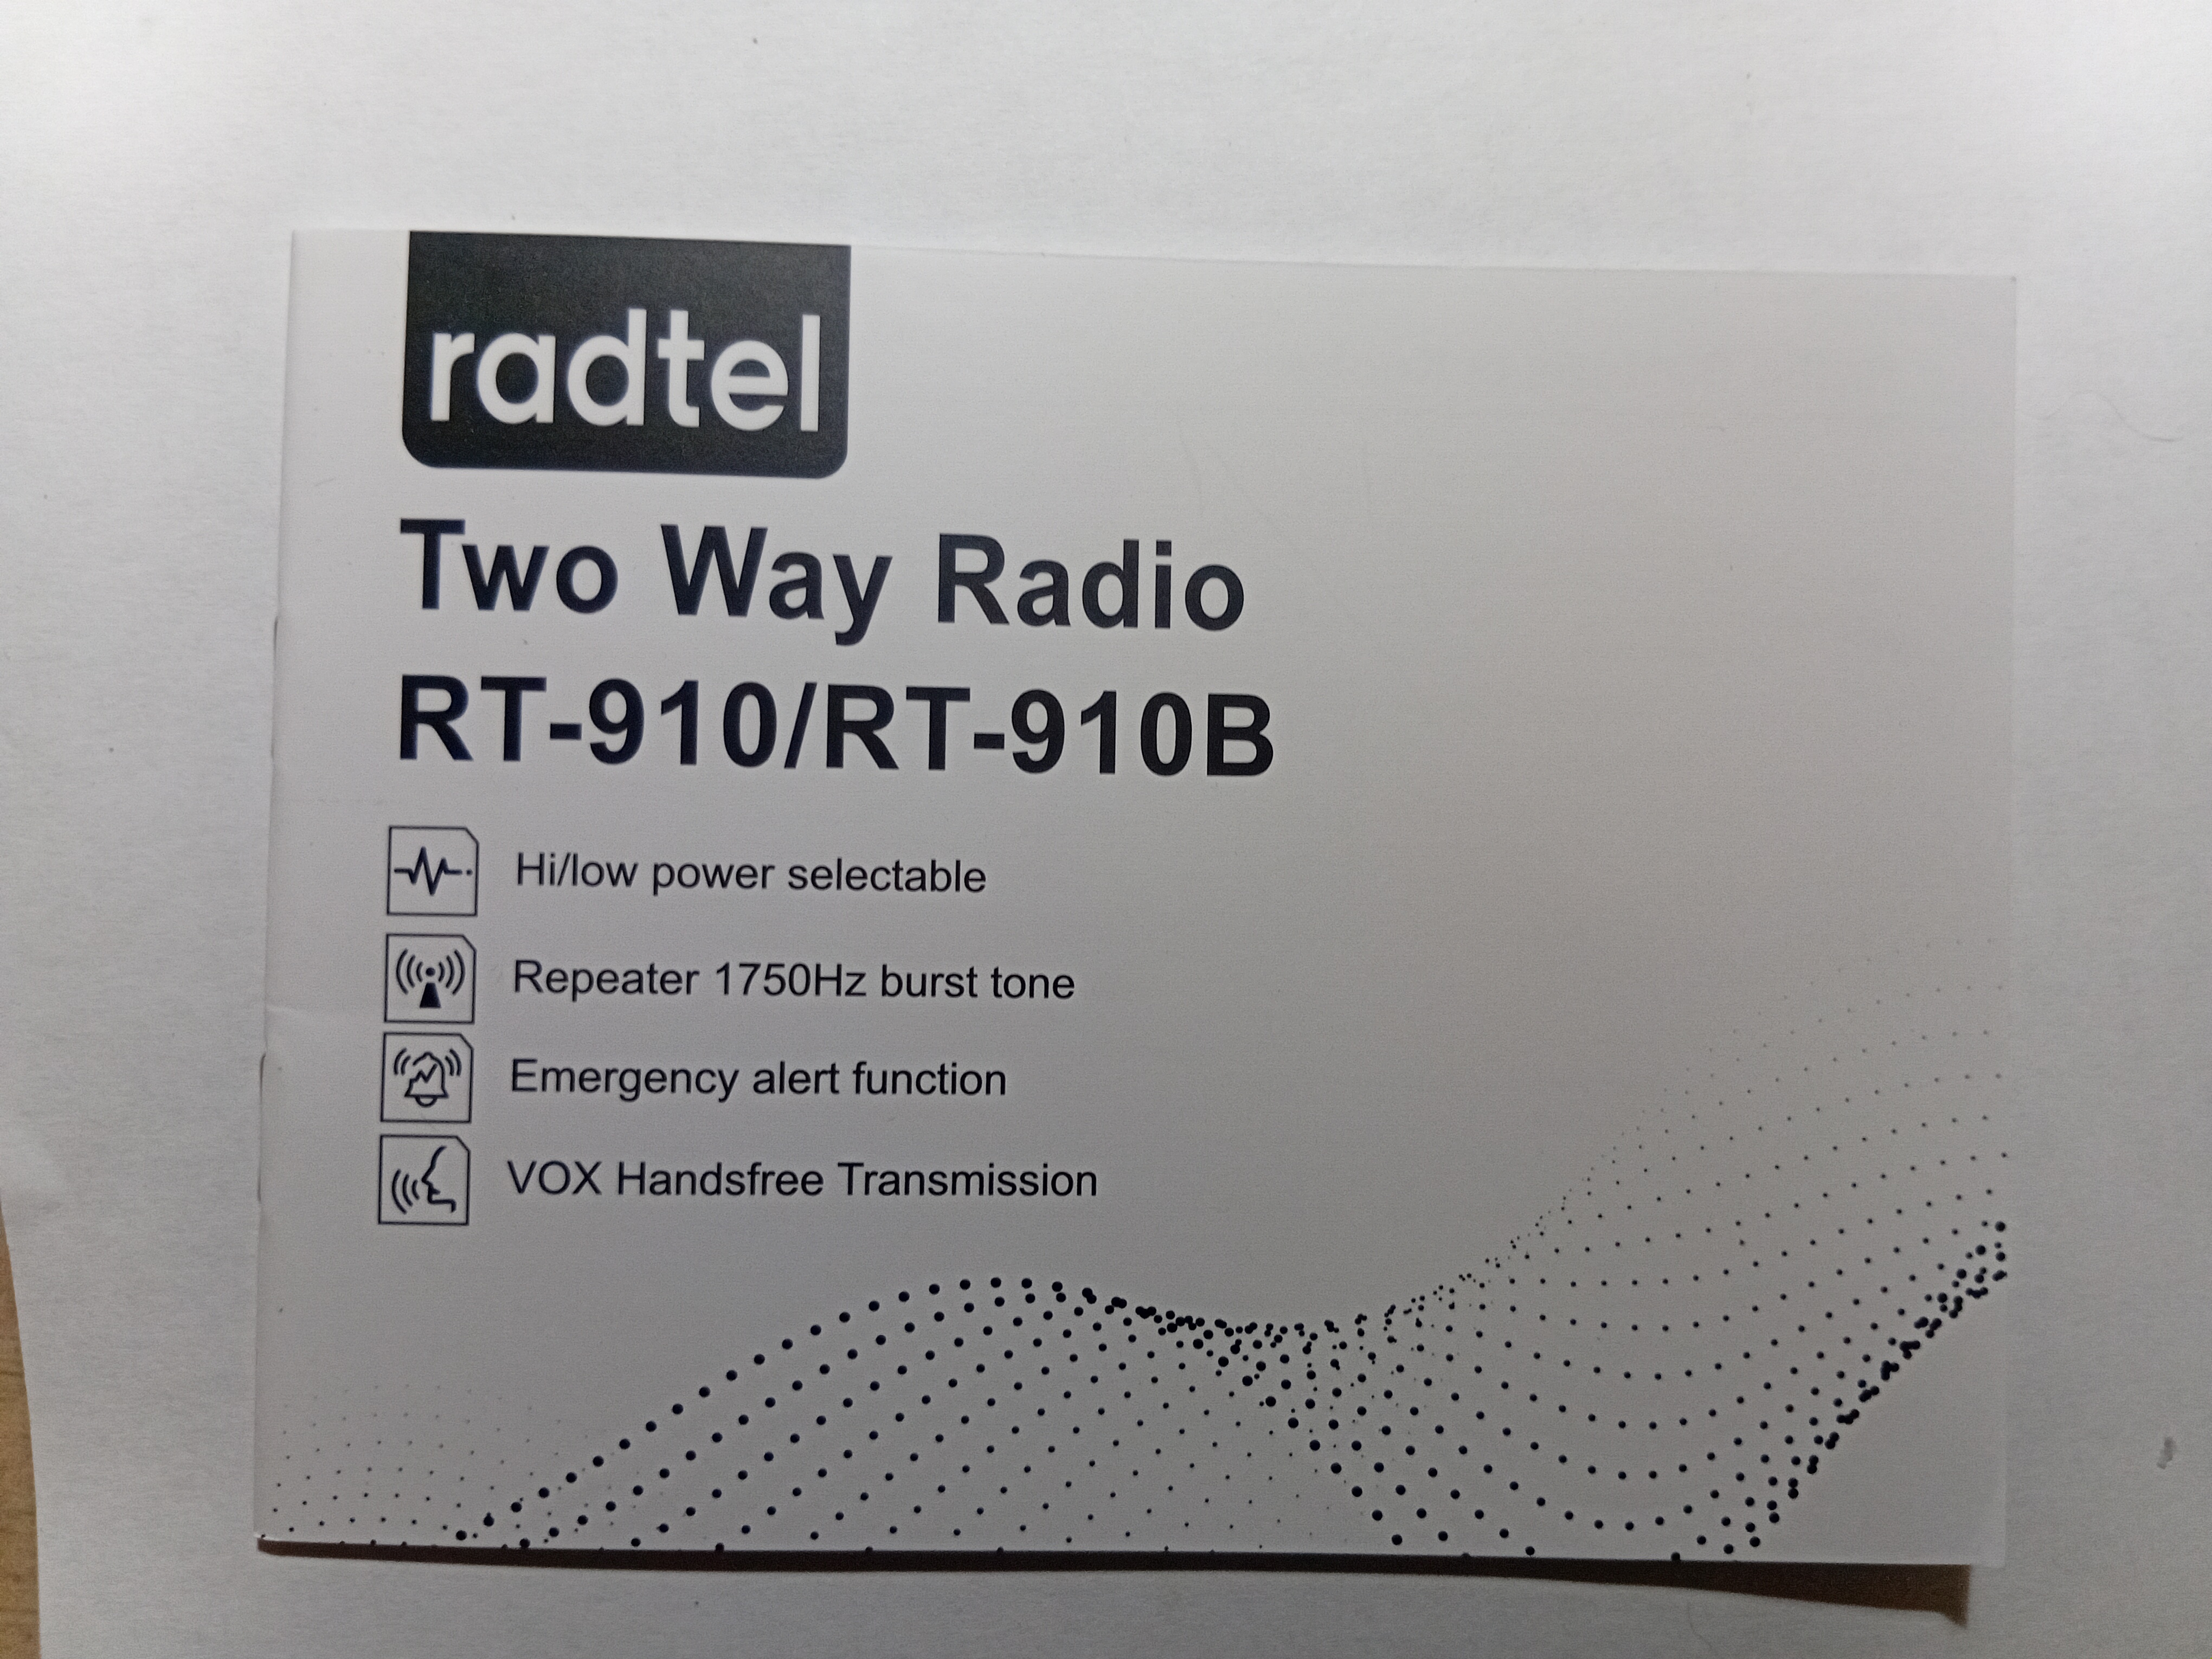 radtel
Two Way Radio
RT-910/RT-910B
Hi/low power selectable
Repeater 1750Hz burst tone
Emergency alert function
VOX Handsfree Transmission